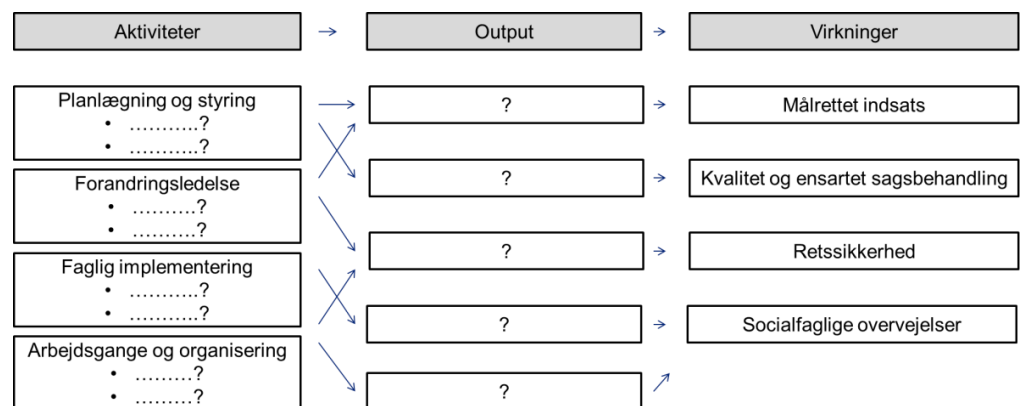 Aktiviteter
Output
Virkninger
Planlægning og styring
• ………..?
• ………..?
Forandringsledelse
• ……….?
• ……….?
Faglig implementering
• ………..?
• ………..?
Arbejdsgange og organisering
• ………?
• ………?
?
?
?
?
?
Målrettet indsats
Kvalitet og ensartet sagsbehandling
Retssikkerhed
Socialfaglige overvejelser